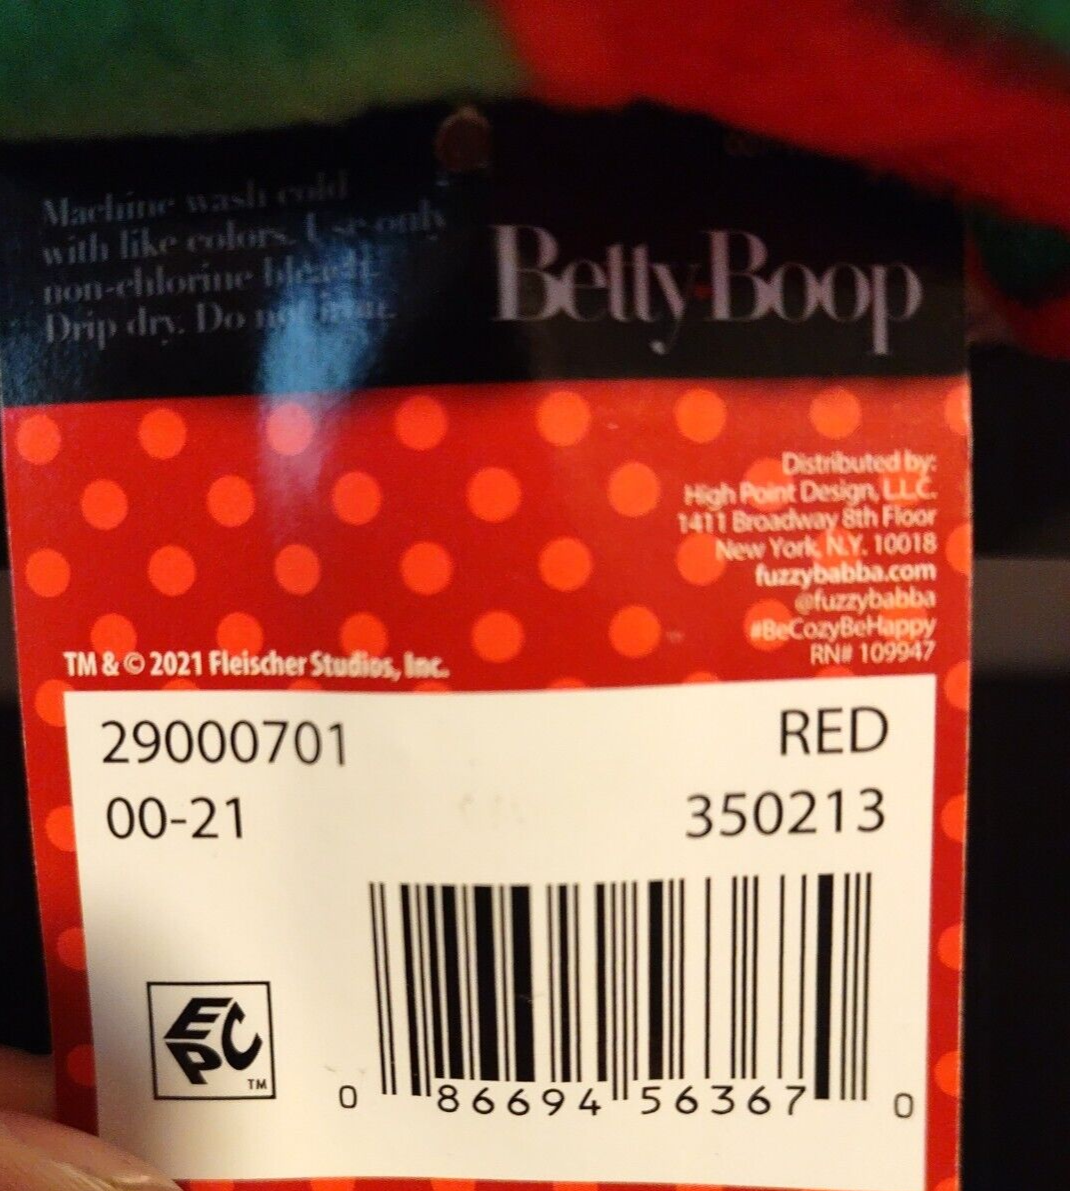 Machine wash cold
with like colors. Use only
non-chlorine bleach.
Drip dry. Do not iron.
Betty Boop
Distributed by:
High Point Design, L.L.C.
1411 Broadway 8th Floor
New York, N.Y. 10018
fuzzybabba.com
@fuzzybabba
#BeCozyBeHappy
RN# 109947
TM & © 2021 Fleischer Studios, Inc.
29000701 RED
00-21 350213
EPC TM
0 86694 56367 0